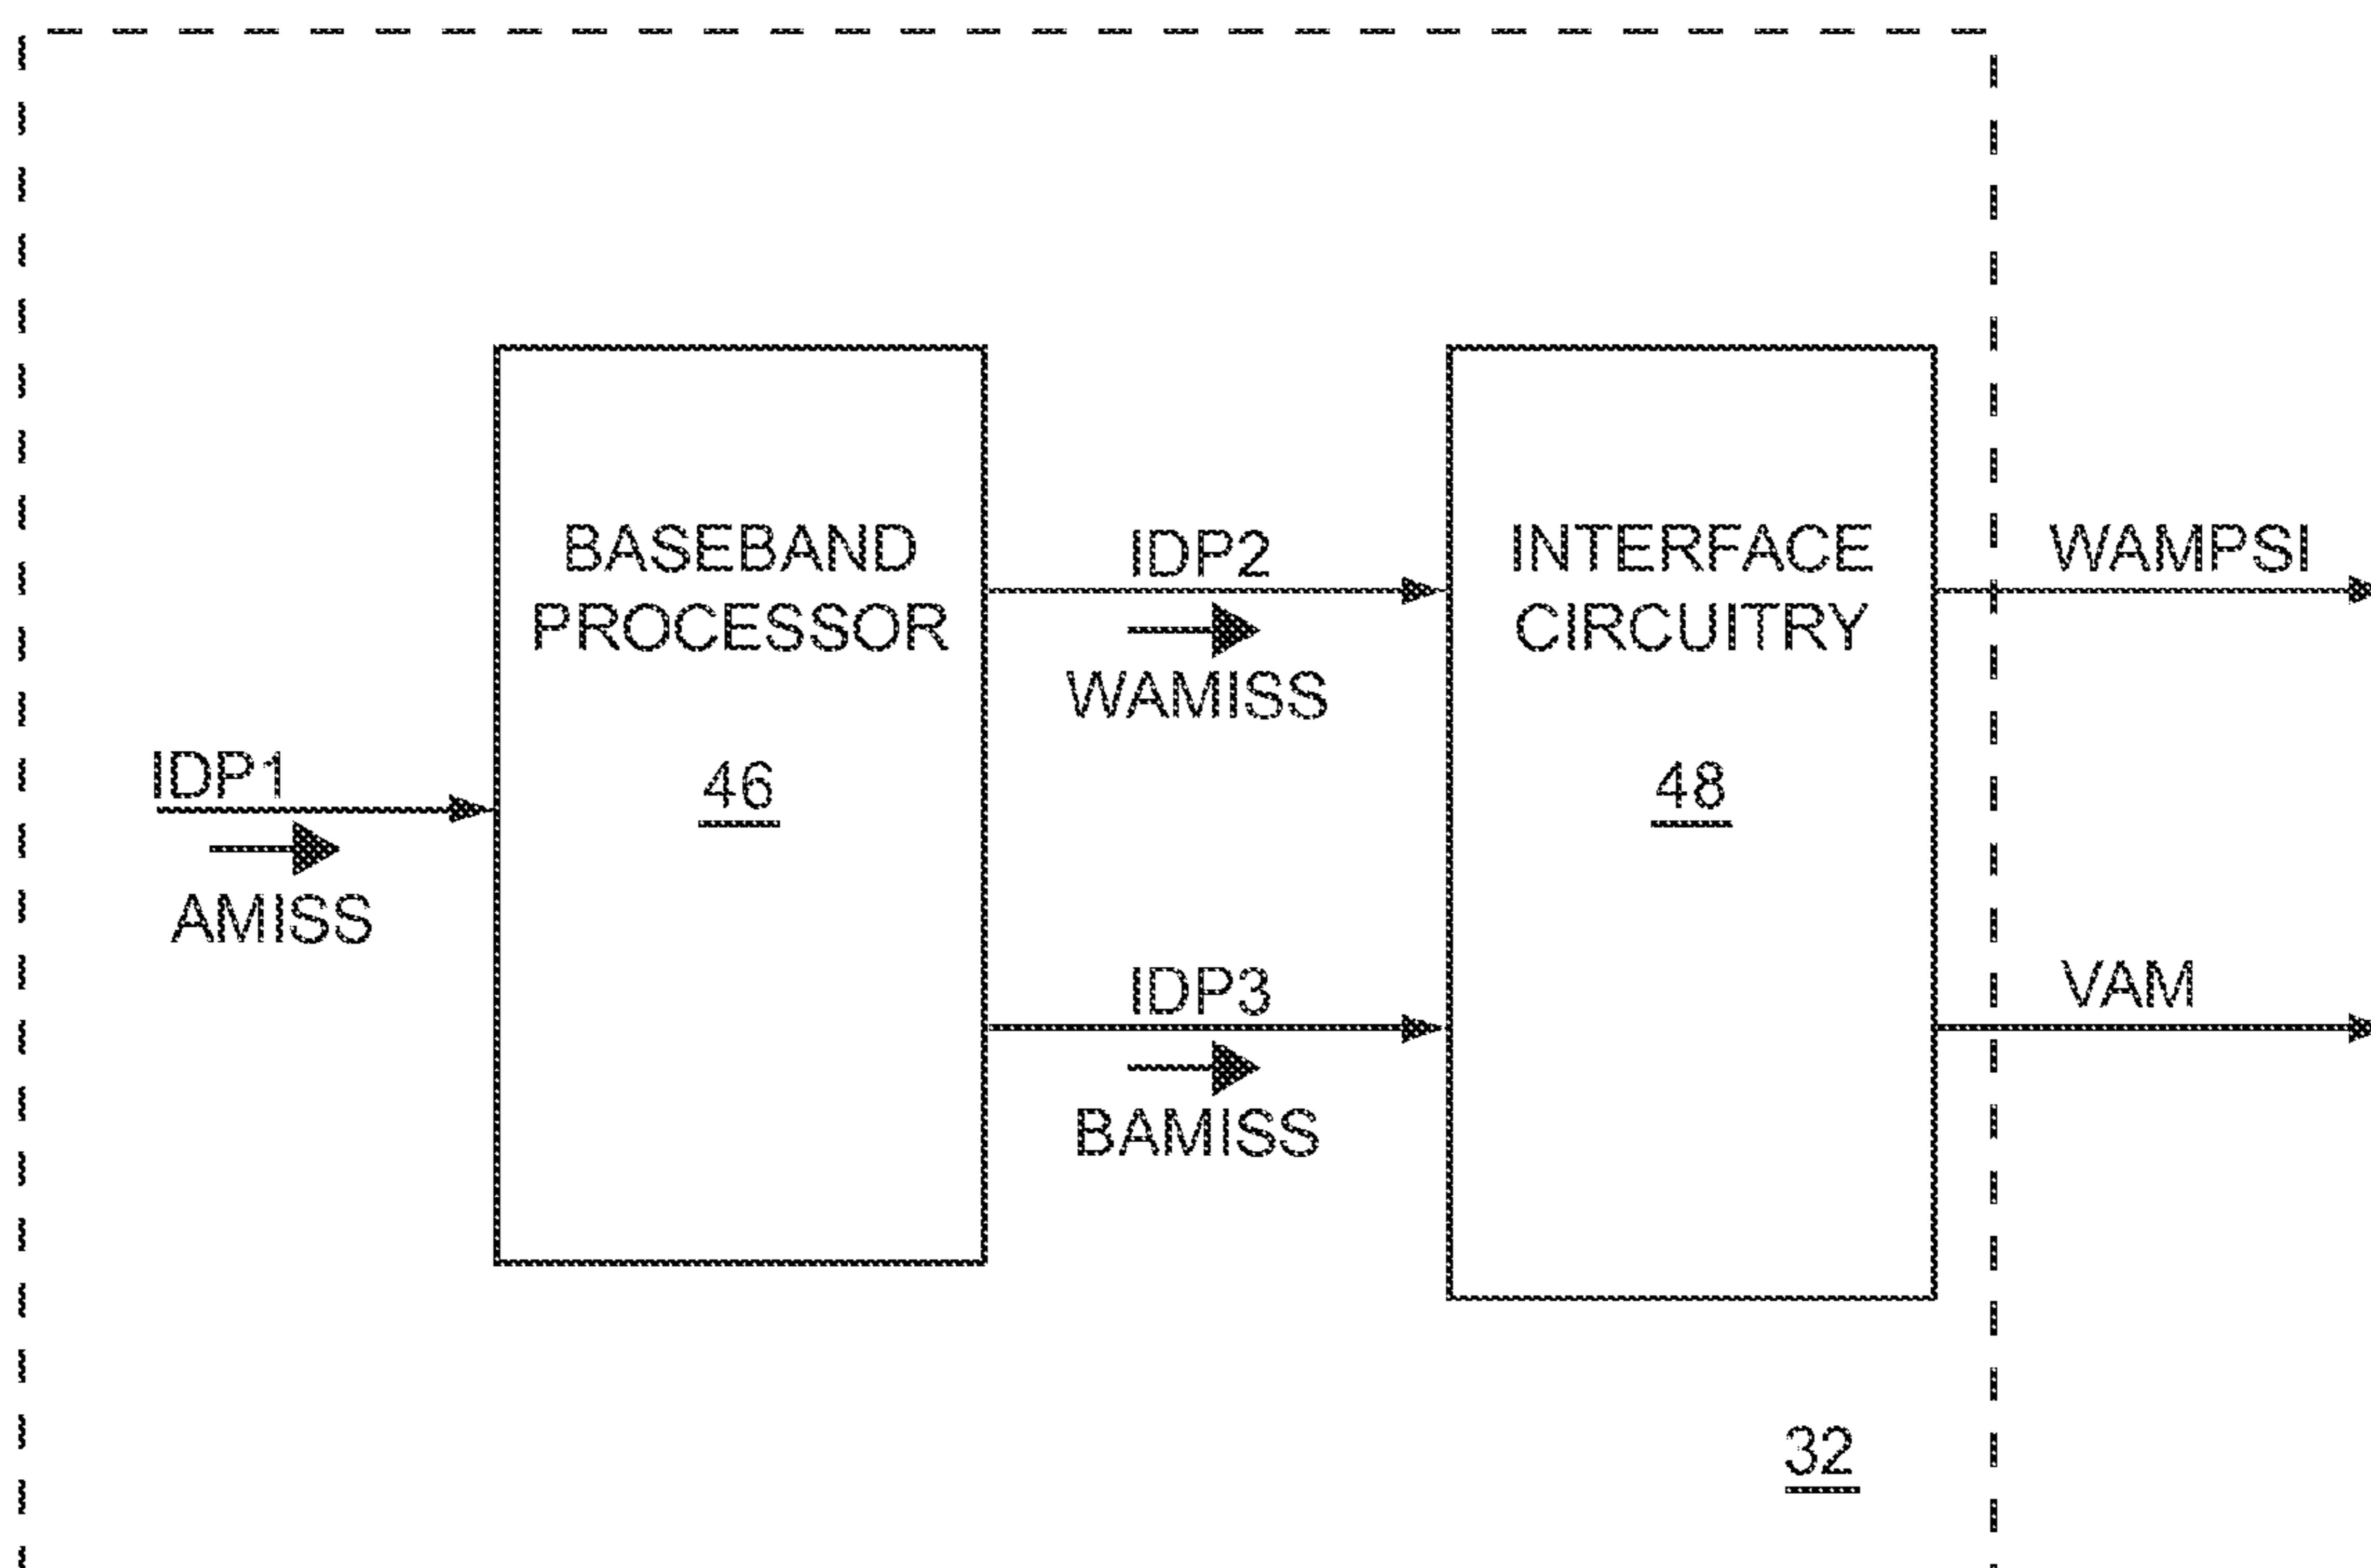 BASEBAND
PROCESSOR
46
INTERFACE
CIRCUITRY
48
IDP1
AMISS
IDP2
WAMISS
IDP3
BAMISS
WAMPSI
VAM
32